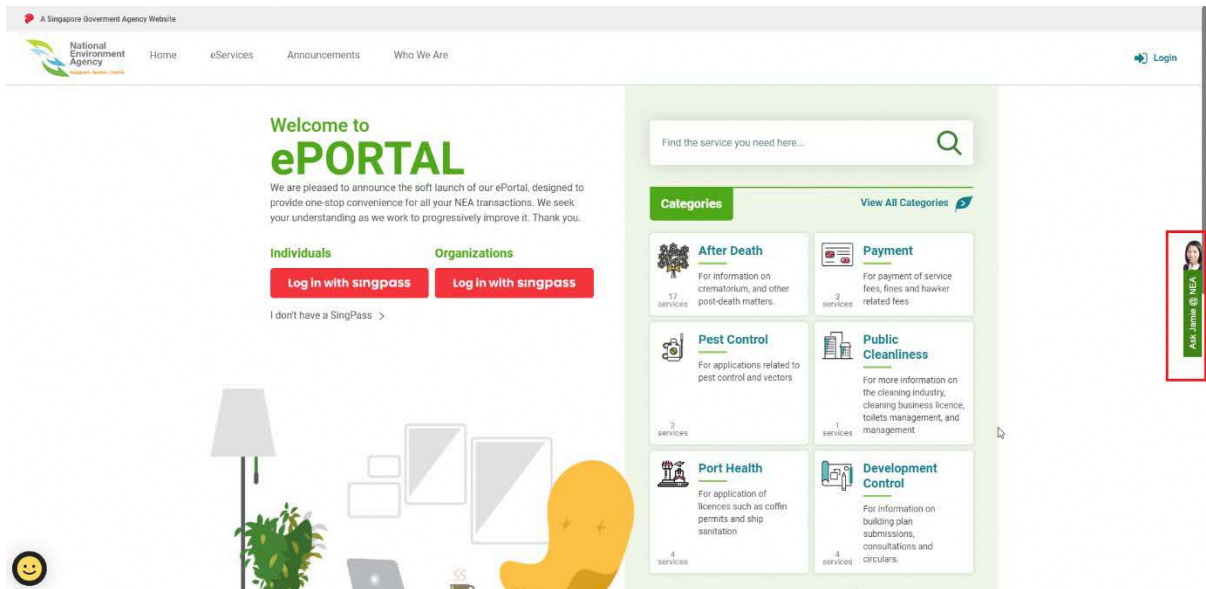 A Singapore Goverment Agency Website
National
Environment
Agency
Safeguard · Nurture · Cherish
Home
eServices
Announcements
Who We Are
Login
Welcome to
ePORTAL
We are pleased to announce the soft launch of our ePortal, designed to
provide one-stop convenience for all your NEA transactions. We seek
your understanding as we work to progressively improve it. Thank you.
Individuals
Organizations
Log in with singpass
Log in with singpass
I don't have a SingPass >
Find the service you need here...
Categories
View All Categories
After Death
For information on
crematorium, and other
post-death matters.
17
services
Payment
For payment of service
fees, fines and hawker
related fees
3
services
Pest Control
For applications related to
pest control and vectors
2
services
Public
Cleanliness
For more information on
the cleaning industry,
cleaning business licence,
toilets management, and
management
1
services
Port Health
For application of
licences such as coffin
permits and ship
sanitation
4
services
Development
Control
For information on
building plan
submissions,
consultations and
circulars.
4
services
Ask Jamie @ NEA